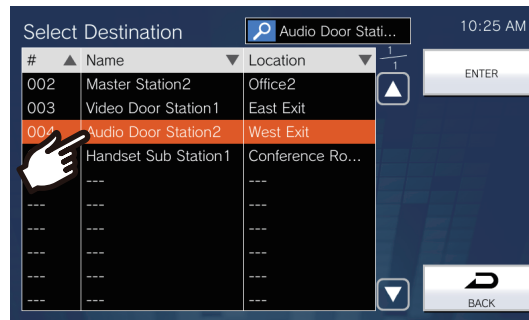 Select Destination
Audio Door Stati...
10:25 AM
# Name Location
1
1
ENTER
002 Master Station2 Office2
003 Video Door Station1 East Exit
004 Audio Door Station2 West Exit
Handset Sub Station1 Conference Ro...
--- ---
--- --- ---
--- --- ---
--- --- ---
--- --- ---
--- --- ---
BACK